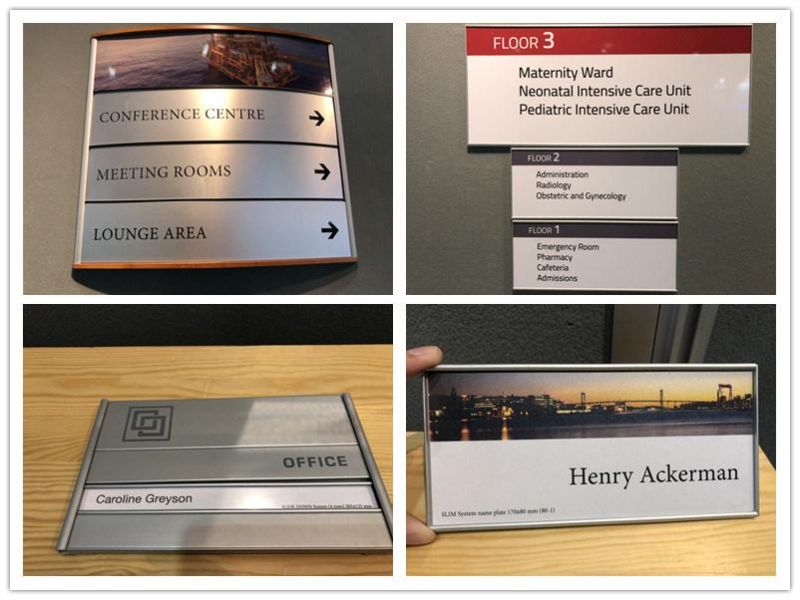 CONFERENCE CENTRE
MEETING ROOMS
LOUNGE AREA
FLOOR 3
Maternity Ward
Neonatal Intensive Care Unit
Pediatric Intensive Care Unit
FLOOR 2
Administration
Radiology
Obstetric and Gynecology
FLOOR 1
Emergency Room
Pharmacy
Cafeteria
Admissions
OFFICE
Caroline Greyson
Henry Ackerman
SLIM System name plate 170x80 mm (B6-1)